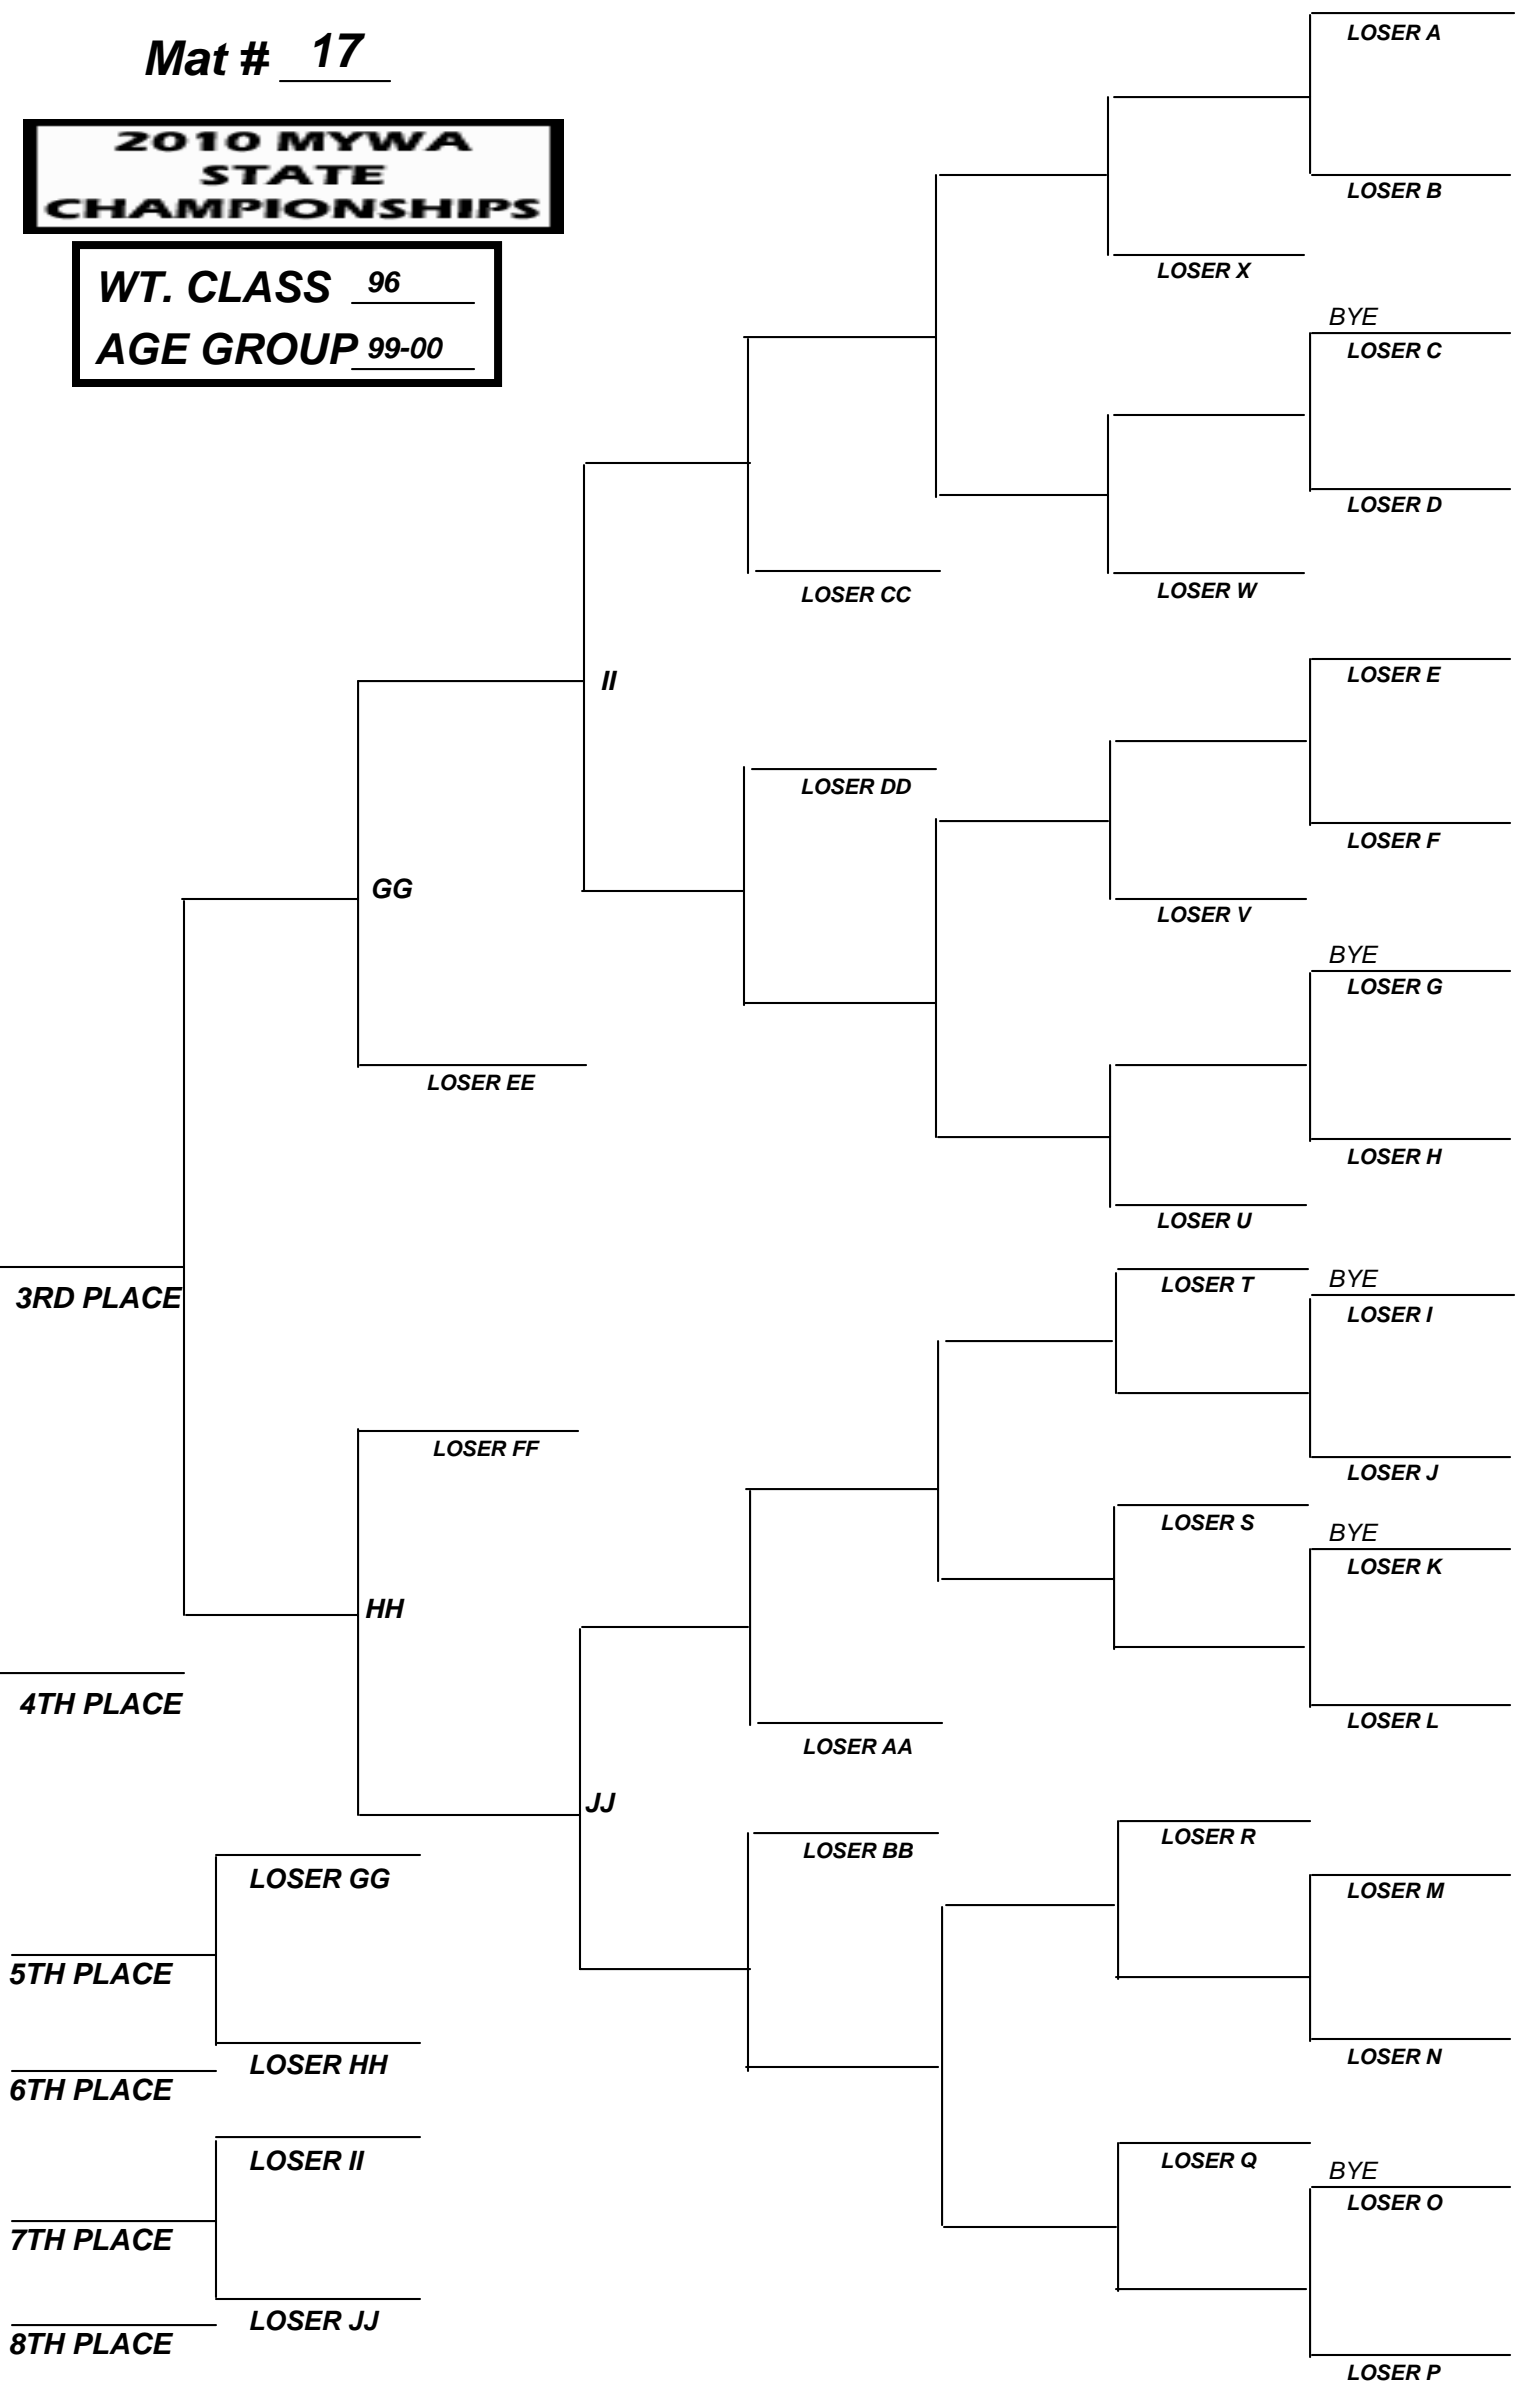 Mat # 17
2010 MYWA
STATE
CHAMPIONSHIPS
WT. CLASS 96
AGE GROUP 99-00
LOSER A
LOSER B
LOSER X
BYE
LOSER C
LOSER D
LOSER CC
LOSER W
LOSER E
II
LOSER DD
LOSER F
GG
LOSER V
BYE
LOSER G
LOSER EE
LOSER H
LOSER U
3RD PLACE
LOSER T
BYE
LOSER I
LOSER FF
LOSER J
LOSER S
BYE
LOSER K
HH
4TH PLACE
LOSER L
LOSER AA
JJ
LOSER BB
LOSER R
LOSER GG
LOSER M
5TH PLACE
LOSER HH
LOSER N
6TH PLACE
LOSER II
LOSER Q
BYE
LOSER O
7TH PLACE
LOSER JJ
8TH PLACE
LOSER P